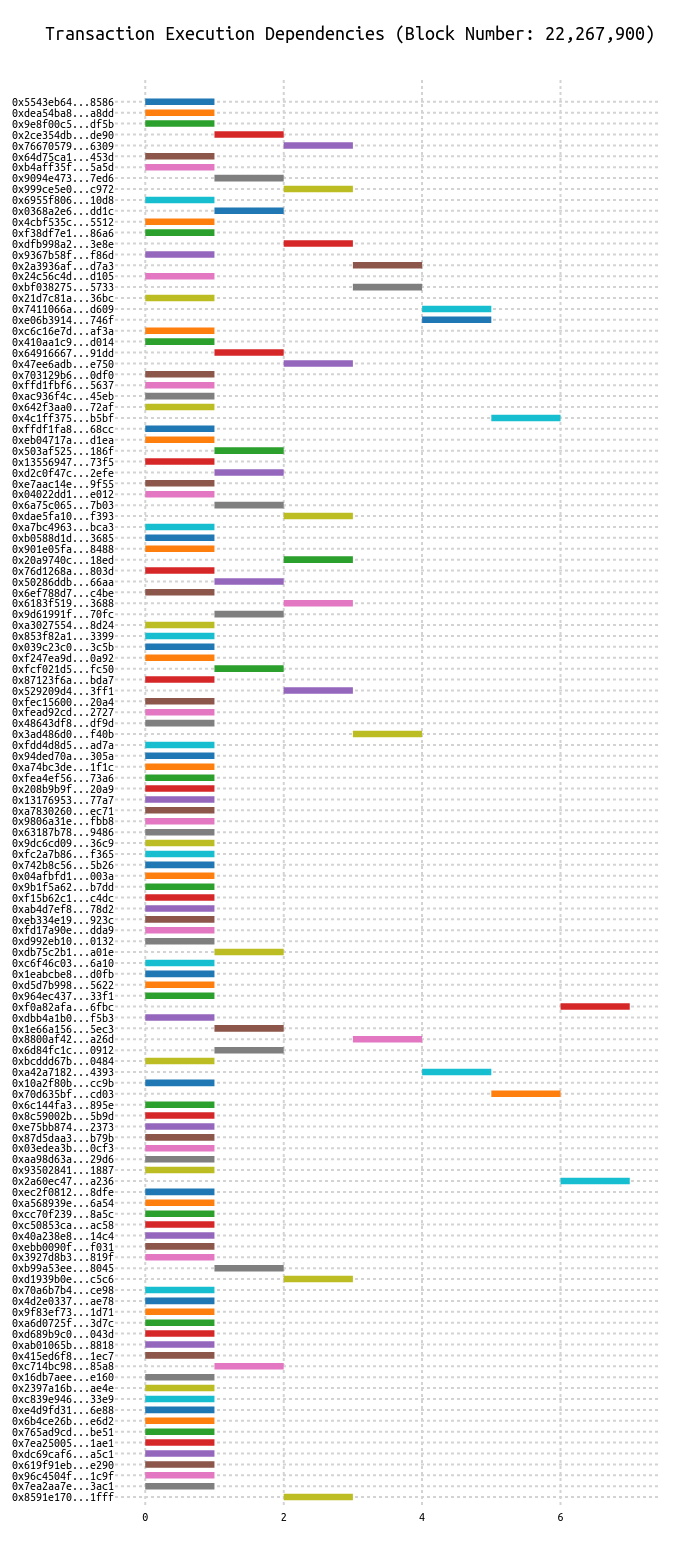 Transaction Execution Dependencies (Block Number: 22,267,900)
0x5543eb64...8586
0xdea54ba8...a8dd
0x9e8f00c5...df5b
0x2ce354db...de90
0x76670579...6309
0x64d75ca1...453d
0xb4aff35f...5a5d
0x9094e473...7ed6
0x999ce5e0...c972
0x6955f806...10d8
0x0368a2e6...dd1c
0x4cbf535c...5512
0xf38df7e1...86a6
0xdfb998a2...3e8e
0x9367b58f...f86d
0x2a3936af...d7a3
0x24c56c4d...d105
0xbf038275...5733
0x21d7c81a...36bc
0x7411066a...d609
0xe06b3914...746f
0xc6c16e7d...af3a
0x410aa1c9...d014
0x64916667...91dd
0x47ee6adb...e750
0x703129b6...0df0
0xffd1fbf6...5637
0xac936f4c...45eb
0x642f3aa0...72af
0x4c1ff375...b5bf
0xffdf1fa8...68cc
0xeb04717a...d1ea
0x503af525...186f
0x13556947...73f5
0xd2c0f47c...2efe
0xe7aac14e...9f55
0x04022dd1...e012
0x6a75c065...7b03
0xdae5fa10...f393
0xa7bc4963...bca3
0xb0588d1d...3685
0x901e05fa...8488
0x20a9740c...18ed
0x76d1268a...803d
0x50286ddb...66aa
0x6ef788d7...c4be
0x6183f519...3688
0x9d61991f...70fc
0xa3027554...8d24
0x853f82a1...3399
0x039c23c0...3c5b
0xf247ea9d...0a92
0xfcf021d5...fc50
0x87123f6a...bda7
0x529209d4...3ff1
0xfec15600...20a4
0xfead92cd...2727
0x48643df8...df9d
0x3ad486d0...f40b
0xfdd4d8d5...ad7a
0x94ded70a...305a
0xa74bc3de...1f1c
0xfea4ef56...73a6
0x208b9b9f...20a9
0x13176953...77a7
0xa7830260...ec71
0x9806a31e...fbb8
0x63187b78...9486
0x9dc6cd09...36c9
0xfc2a7b86...f365
0x742b8c56...5b26
0x04afbfd1...003a
0x9b1f5a62...b7dd
0xf15b62c1...c4dc
0xab4d7ef8...78d2
0xeb334e19...923c
0xfd17a90e...dda9
0xd992eb10...0132
0xdb75c2b1...a01e
0xc6f46c03...6a10
0x1eabcbe8...d0fb
0xd5d7b998...5622
0x964ec437...33f1
0xf0a82afa...6fbc
0xdbb4a1b0...f5b3
0x1e66a156...5ec3
0x8800af42...a26d
0x6d84fc1c...0912
0xbcddd67b...0484
0xa42a7182...4393
0x10a2f80b...cc9b
0x70d635bf...cd03
0x6c144fa3...895e
0x8c59002b...5b9d
0xe75bb874...2373
0x87d5daa3...b79b
0x03edea3b...0cf3
0xaa98d63a...29d6
0x93502841...1887
0x2a60ec47...a236
0xec2f0812...8dfe
0xa568939e...6a54
0xcc70f239...8a5c
0xc50853ca...ac58
0x40a238e8...14c4
0xebb0090f...f031
0x3927d8b3...819f
0xb99a53ee...8045
0xd1939b0e...c5c6
0x70a6b7b4...ce98
0x4d2e0337...ae78
0x9f83ef73...1d71
0xa6d0725f...3d7c
0xd689b9c0...043d
0xab01065b...8818
0x415ed6f8...1ec7
0xc714bc98...85a8
0x16db7aee...e160
0x2397a16b...ae4e
0xc839e946...33e9
0xe4d9fd31...6e88
0x6b4ce26b...e6d2
0x765ad9cd...be51
0x7ea25005...1ae1
0xdc69caf6...a5c1
0x619f91eb...e290
0x96c4504f...1c9f
0x7ea2aa7e...3ac1
0x8591e170...1fff
0 2 4 6